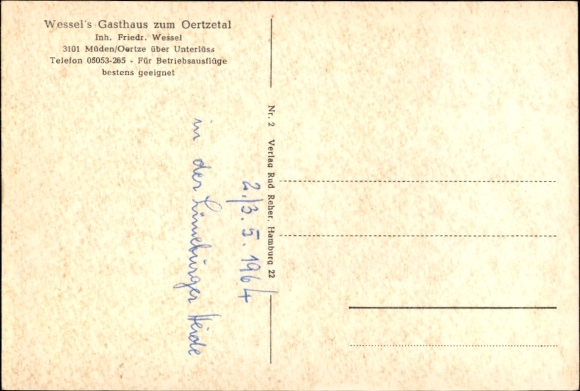 Wessel's Gasthaus zum Oertzetal
Inh. Friedr. Wessel
3101 Müden/Oertze über Unterlüss
Telefon 05053-265 - Für Betriebsausflüge
bestens geeignet
Nr. 2 Verlag Rud. Reher, Hamburg 22
2./3. 5. 1964
in der Lüneburger Heide